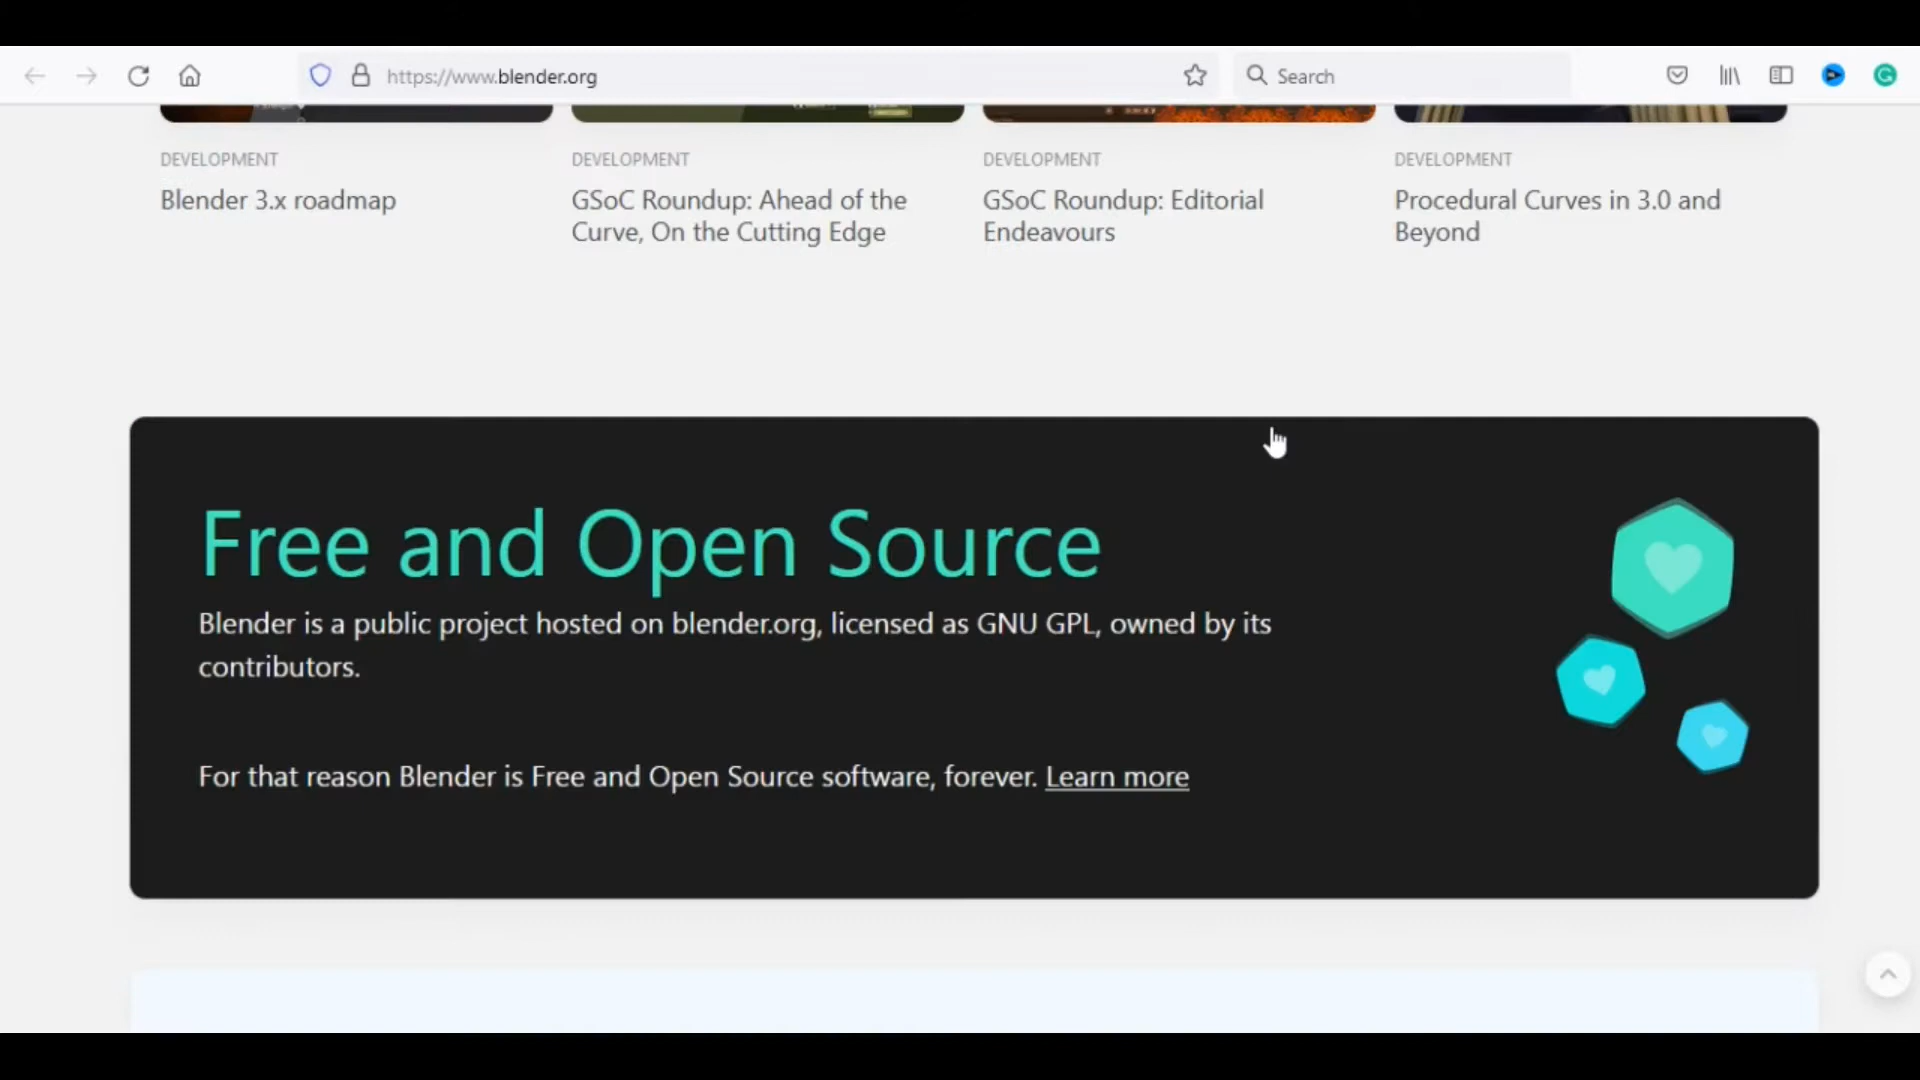 https://www.blender.org
Search
DEVELOPMENT
Blender 3.x roadmap
DEVELOPMENT
GSoC Roundup: Ahead of the
Curve, On the Cutting Edge
DEVELOPMENT
GSoC Roundup: Editorial
Endeavours
DEVELOPMENT
Procedural Curves in 3.0 and
Beyond
Free and Open Source
Blender is a public project hosted on blender.org, licensed as GNU GPL, owned by its
contributors.
For that reason Blender is Free and Open Source software, forever. Learn more